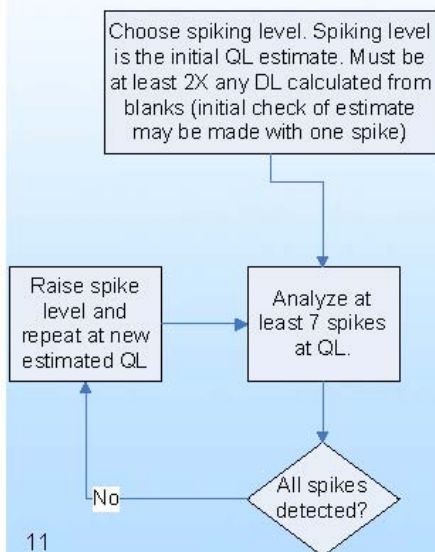 Choose spiking level. Spiking level
is the initial QL estimate. Must be
at least 2X any DL calculated from
blanks (initial check of estimate
may be made with one spike)
Raise spike
level and
repeat at new
estimated QL
Analyze at
least 7 spikes
at QL.
No
All spikes
detected?
11